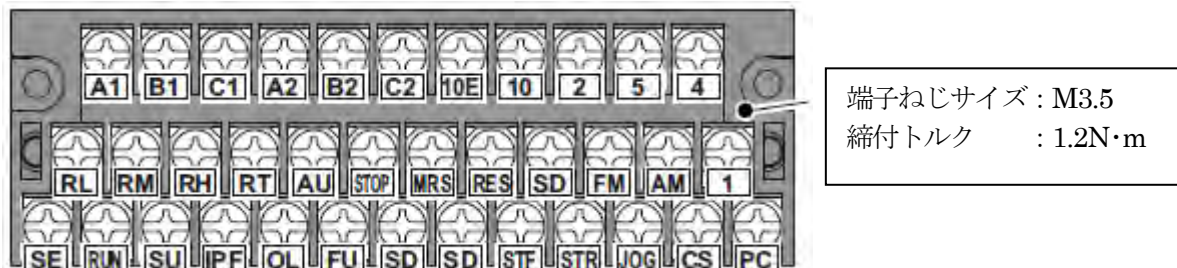 A1 B1 C1 A2 B2 C2 10E 10 2 5 4
端子ねじサイズ : M3.5
締付トルク : 1.2N·m
RL RM RH RT AU STOP MRS RES SD FM AM 1
SE RUN SU IPF OL FU SD SD STF STR JOG CS PC